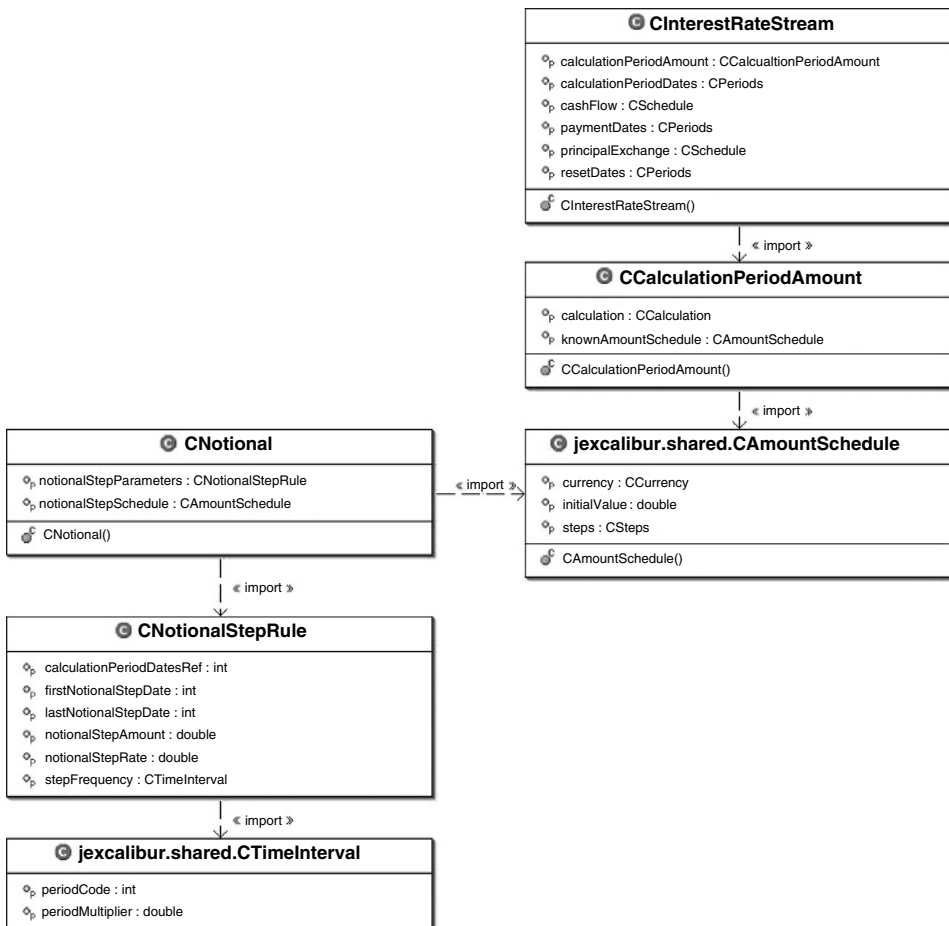 CInterestRateStream
calculationPeriodAmount : CCalcualtionPeriodAmount
calculationPeriodDates : CPeriods
cashFlow : CSchedule
paymentDates : CPeriods
principalExchange : CSchedule
resetDates : CPeriods
CInterestRateStream()
« import »
CCalculationPeriodAmount
calculation : CCalculation
knownAmountSchedule : CAmountSchedule
CCalculationPeriodAmount()
« import »
CNotional
notionalStepParameters : CNotionalStepRule
notionalStepSchedule : CAmountSchedule
CNotional()
« import »
jexcalibur.shared.CAmountSchedule
currency : CCurrency
initialValue : double
steps : CSteps
CAmountSchedule()
« import »
CNotionalStepRule
calculationPeriodDatesRef : int
firstNotionalStepDate : int
lastNotionalStepDate : int
notionalStepAmount : double
notionalStepRate : double
stepFrequency : CTimeInterval
« import »
jexcalibur.shared.CTimeInterval
periodCode : int
periodMultiplier : double